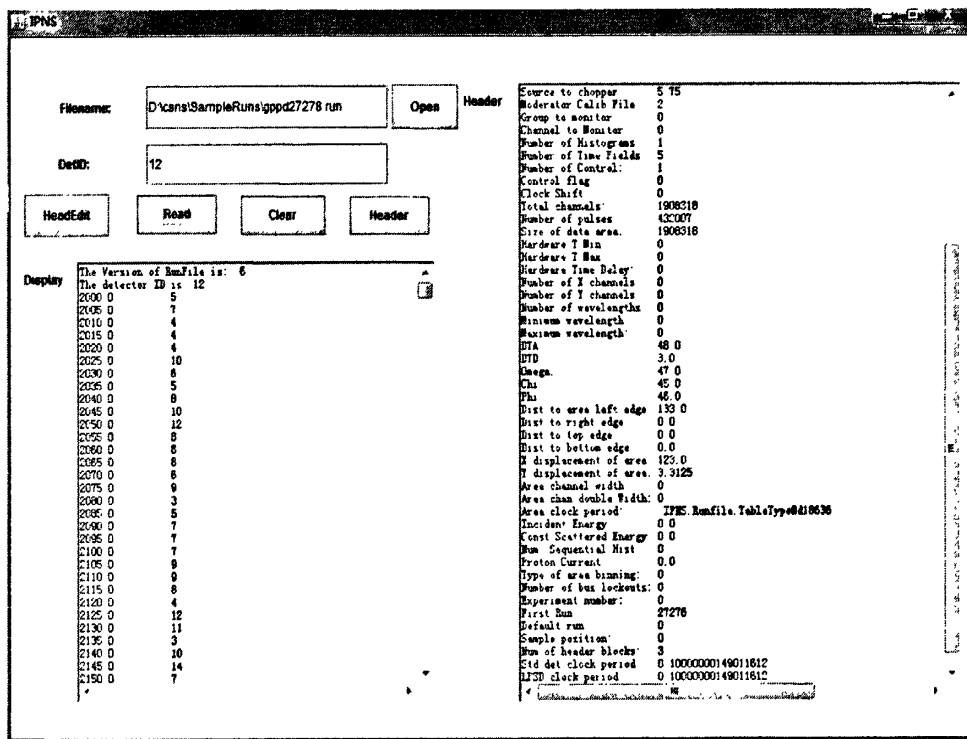 IPNS
Filename:
D:\csns\SampleRuns\gppd27278 run
Open
DetID:
12
HeadEdit
Read
Clear
Header
Display
The Version of RunFile is: 6
The detector ID is 12
2000 0 5
2005 0 7
2010 0 4
2015 0 4
2020 0 4
2025 0 10
2030 0 6
2035 0 5
2040 0 8
2045 0 10
2050 0 12
2055 0 8
2060 0 8
2065 0 6
2070 0 6
2075 0 9
2080 0 3
2085 0 5
2090 0 7
2095 0 7
2100 0 7
2105 0 9
2110 0 9
2115 0 8
2120 0 4
2125 0 12
2130 0 11
2135 0 3
2140 0 10
2145 0 14
2150 0 7
Header
Source to chopper 5 75
Moderator Calib File 2
Group to monitor 0
Channel to Monitor 0
Number of Histograms 1
Number of Time Fields 5
Number of Control: 1
Control flag 0
Clock Shift 0
Total channels' 1908318
Number of pulses 432007
Size of data area. 1908318
Hardware T Min 0
Hardware T Max 0
Hardware Time Delay' 0
Number of X channels 0
Number of Y channels 0
Number of wavelengths 0
Minimum wavelength 0
Maximum wavelength' 0
DTA 48 0
DTD 3.0
Omega. 47 0
Chi 45 0
Phi 46.0
Dist to area left edge 133 0
Dist to right edge 0 0
Dist to top edge 0 0
Dist to bottom edge 0.0
X displacement of area 123.0
Y displacement of area. 3.3125
Area channel width 0
Area chan double Width: 0
Area clock period' IPNS.Runfile.TableType@d18636
Incident Energy 0 0
Const Scattered Energy 0 0
Num Sequential Hist 0
Proton Current 0.0
Type of area binning: 0
Number of bus lockouts: 0
Experiment number: 0
First Run 27276
Default run 0
Sample position' 0
Num of header blocks' 3
Std det clock period 0 10000000149011612
LPSD clock period 0 10000000149011612